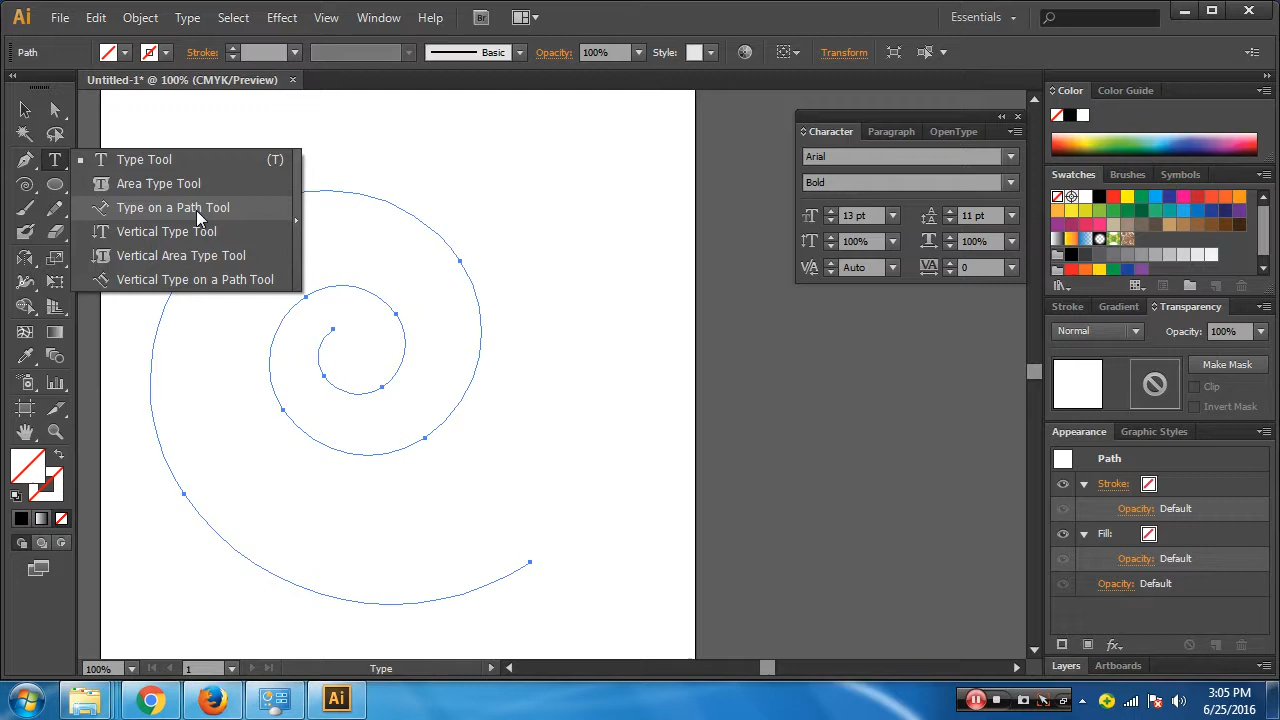 Ai File Edit Object Type Select Effect View Window Help Br Essentials
Path Stroke: Basic Opacity: 100% Style: Transform
Untitled-1* @ 100% (CMYK/Preview)
T Type Tool (T)
Area Type Tool
Type on a Path Tool
Vertical Type Tool
Vertical Area Type Tool
Vertical Type on a Path Tool
Character Paragraph OpenType
Arial
Bold
13 pt 11 pt
100% 100%
Auto 0
Color Color Guide
Swatches Brushes Symbols
Stroke Gradient Transparency
Normal Opacity: 100%
Make Mask
Clip
Invert Mask
Appearance Graphic Styles
Path
Stroke:
Opacity: Default
Fill:
Opacity: Default
Opacity: Default
fx
Layers Artboards
100% 1 Type
Ai
3:05 PM
6/25/2016